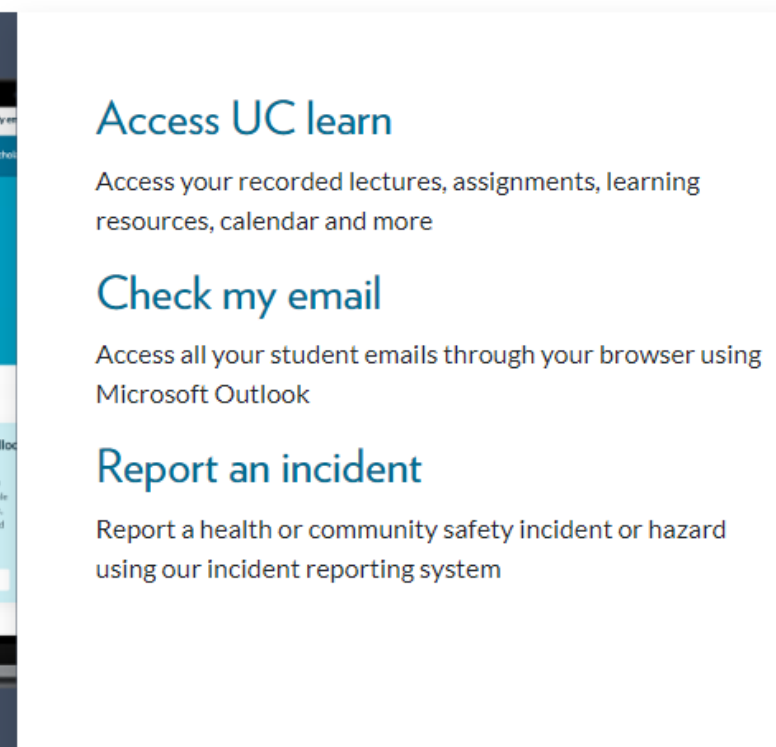 Access UC learn
Access your recorded lectures, assignments, learning
resources, calendar and more
Check my email
Access all your student emails through your browser using
Microsoft Outlook
Report an incident
Report a health or community safety incident or hazard
using our incident reporting system